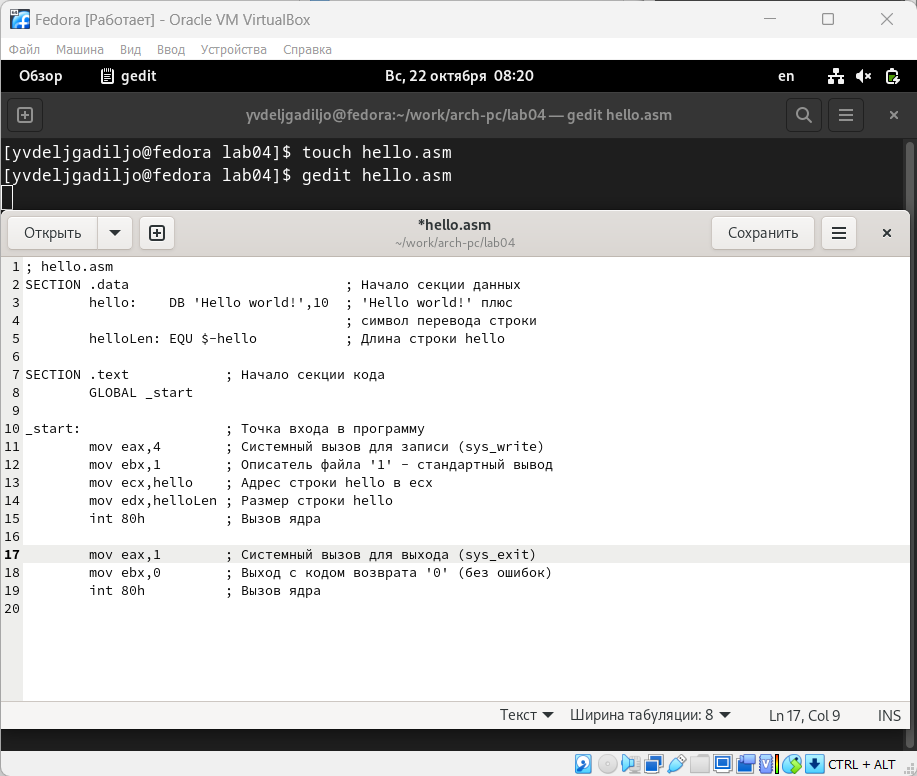 Fedora [Работает] - Oracle VM VirtualBox
Файл Машина Вид Ввод Устройства Справка
Обзор gedit Вс, 22 октября 08:20 en
yvdeljgadiljo@fedora:~/work/arch-pc/lab04 — gedit hello.asm
[yvdeljgadiljo@fedora lab04]$ touch hello.asm
[yvdeljgadiljo@fedora lab04]$ gedit hello.asm
Открыть *hello.asm Сохранить
~/work/arch-pc/lab04
1 ; hello.asm
2 SECTION .data ; Начало секции данных
3 hello: DB 'Hello world!',10 ; 'Hello world!' плюс
4 ; символ перевода строки
5 helloLen: EQU $-hello ; Длина строки hello
6
7 SECTION .text ; Начало секции кода
8 GLOBAL _start
9
10 _start: ; Точка входа в программу
11 mov eax,4 ; Системный вызов для записи (sys_write)
12 mov ebx,1 ; Описатель файла '1' - стандартный вывод
13 mov ecx,hello ; Адрес строки hello в ecx
14 mov edx,helloLen ; Размер строки hello
15 int 80h ; Вызов ядра
16
17 mov eax,1 ; Системный вызов для выхода (sys_exit)
18 mov ebx,0 ; Выход с кодом возврата '0' (без ошибок)
19 int 80h ; Вызов ядра
20
Текст Ширина табуляции: 8 Ln 17, Col 9 INS
CTRL + ALT